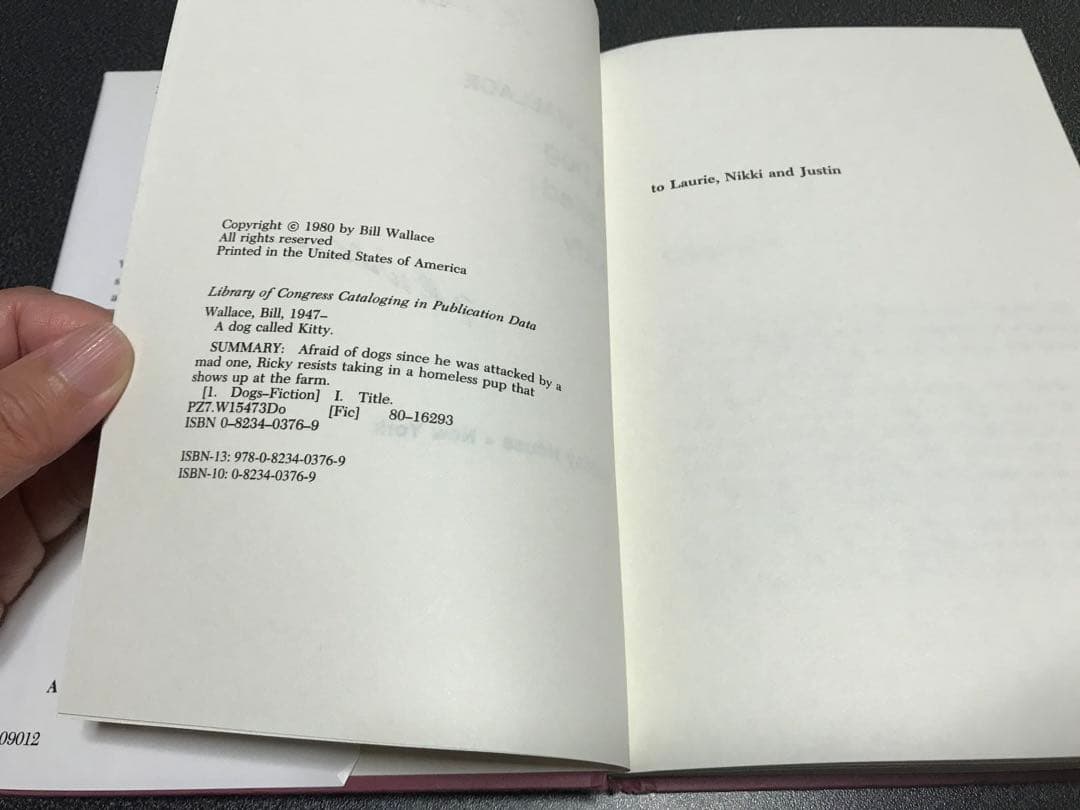 Copyright © 1980 by Bill Wallace
All rights reserved
Printed in the United States of America
Library of Congress Cataloging in Publication Data
Wallace, Bill, 1947–
A dog called Kitty.
SUMMARY: Afraid of dogs since he was attacked by a
mad one, Ricky resists taking in a homeless pup that
shows up at the farm.
[1. Dogs–Fiction] I. Title.
PZ7.W15473Do [Fic] 80–16293
ISBN 0–8234–0376–9
ISBN-13: 978-0-8234-0376-9
ISBN-10: 0-8234-0376-9
A
09012
to Laurie, Nikki and Justin